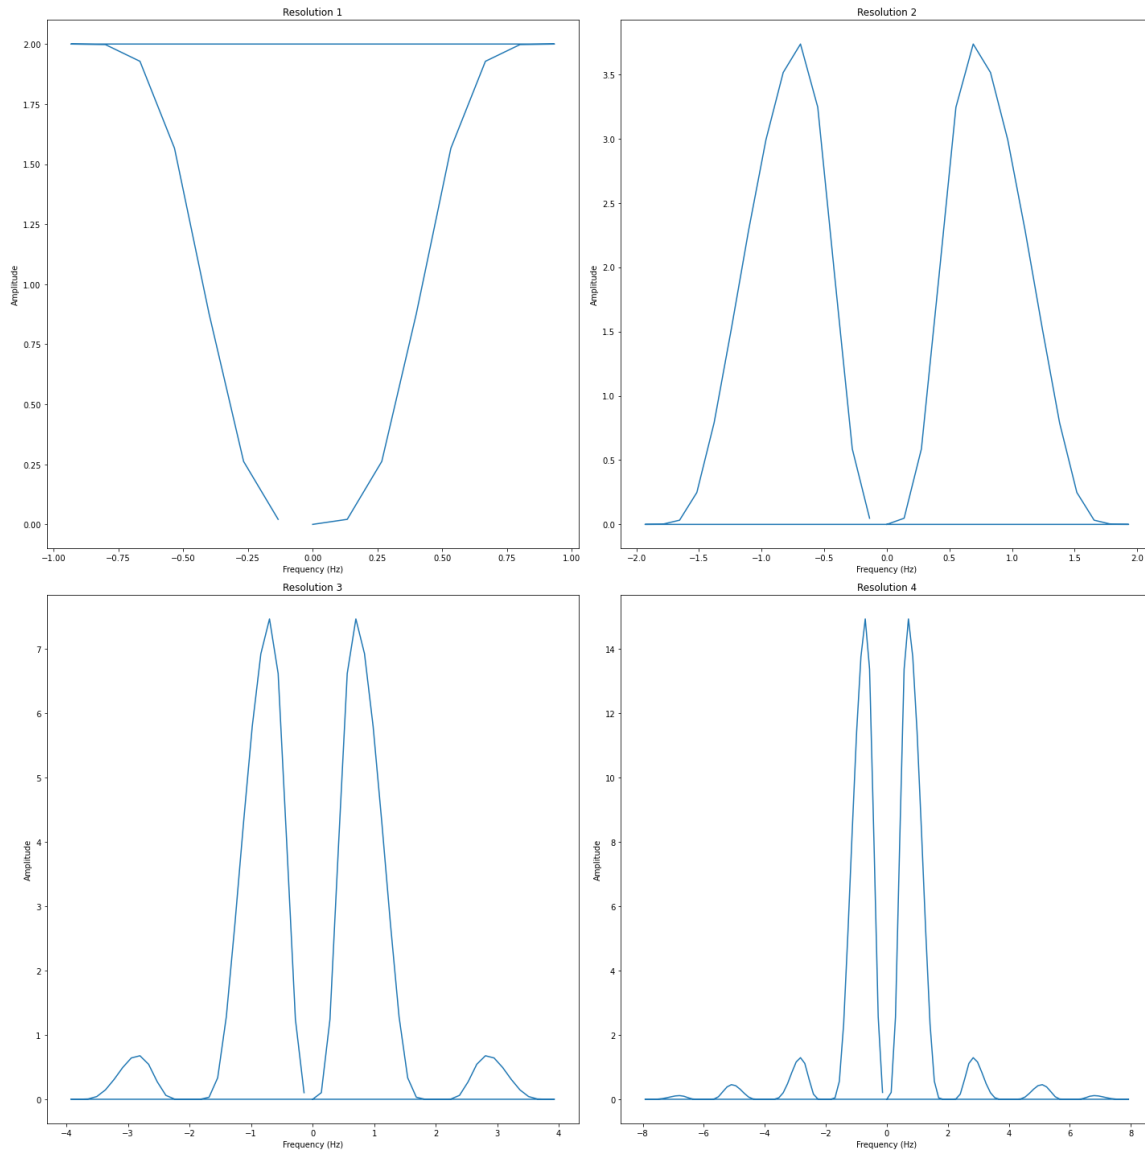 Resolution 1
2.00
1.75
1.50
1.25
1.00
0.75
0.50
0.25
0.00
Amplitude
−1.00 −0.75 −0.50 −0.25 0.00 0.25 0.50 0.75 1.00
Frequency (Hz)
Resolution 2
3.5
3.0
2.5
2.0
1.5
1.0
0.5
0.0
Amplitude
−2.0 −1.5 −1.0 −0.5 0.0 0.5 1.0 1.5 2.0
Frequency (Hz)
Resolution 3
7
6
5
4
3
2
1
0
Amplitude
−4 −3 −2 −1 0 1 2 3 4
Frequency (Hz)
Resolution 4
14
12
10
8
6
4
2
0
Amplitude
−8 −6 −4 −2 0 2 4 6 8
Frequency (Hz)